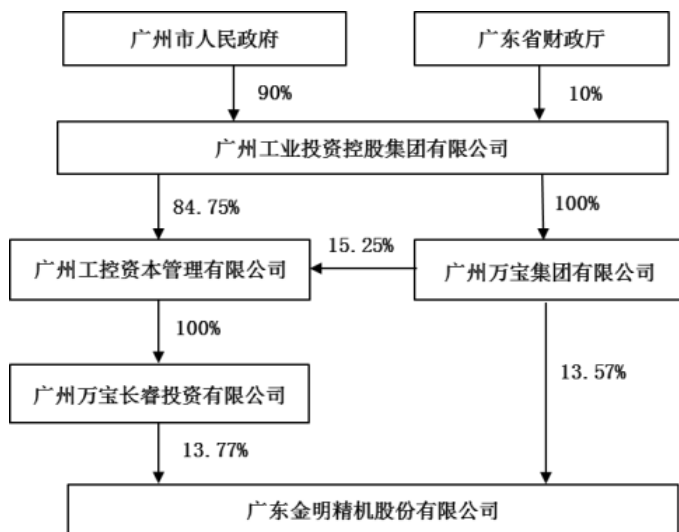 广州市人民政府
广东省财政厅
90%
10%
广州工业投资控股集团有限公司
84.75%
100%
15.25%
广州工控资本管理有限公司
广州万宝集团有限公司
100%
13.57%
广州万宝长睿投资有限公司
13.77%
广东金明精机股份有限公司